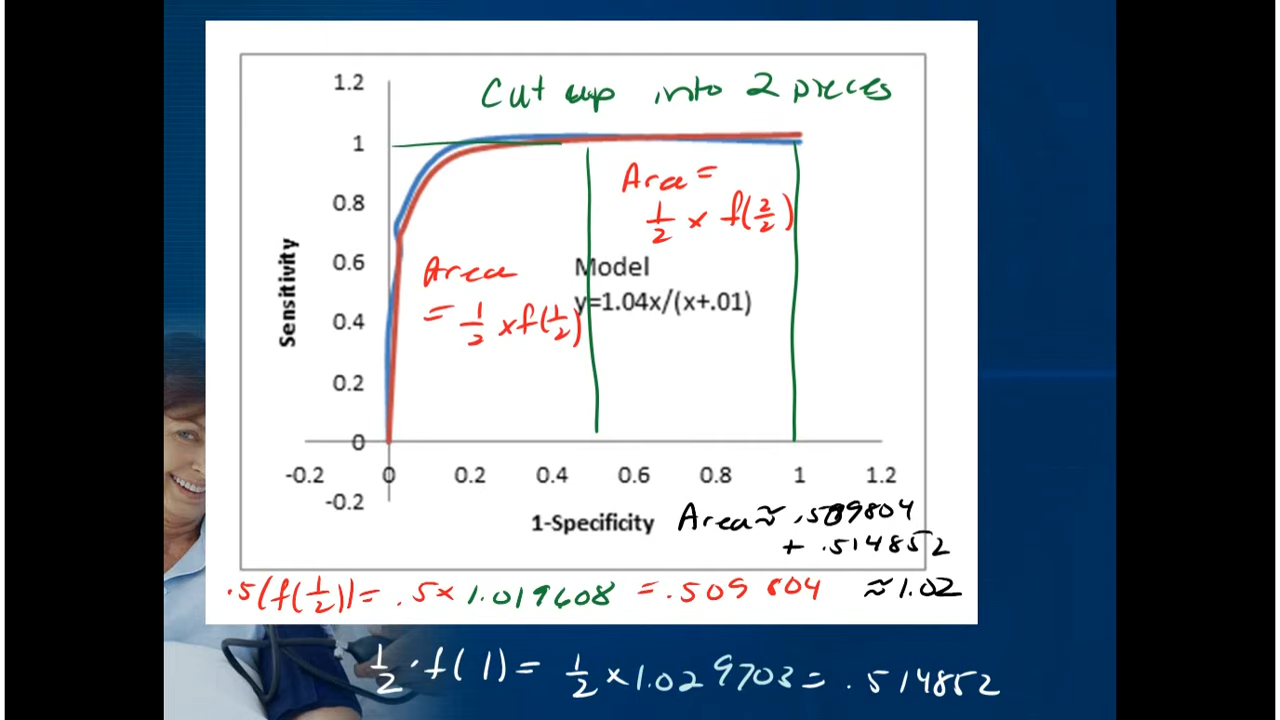 Cut up into 2 pieces
1.2
1
0.8
0.6
0.4
0.2
0
-0.2
Sensitivity
Area =
1/2 x f(2/2)
Area
= 1/2 x f(1/2)
Model
y=1.04x/(x+.01)
-0.2 0 0.2 0.4 0.6 0.8 1 1.2
1-Specificity
Area ≈ .509804
+ .514852
≈ 1.02
.5(f(1/2)) = .5 x 1.019608 = .509 804
1/2 · f(1) = 1/2 x 1.029703 = .514852